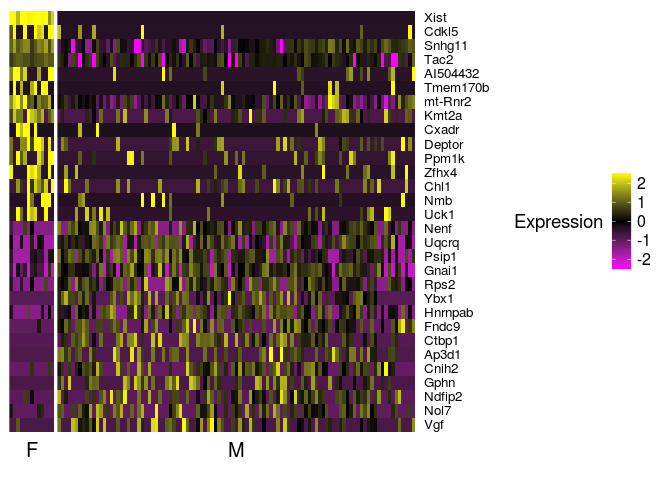 Xist
Cdkl5
Snhg11
Tac2
AI504432
Tmem170b
mt-Rnr2
Kmt2a
Cxadr
Deptor
Ppm1k
Zfhx4
Chl1
Nmb
Uck1
Nenf
Uqcrq
Psip1
Gnai1
Rps2
Ybx1
Hnrnpab
Fndc9
Ctbp1
Ap3d1
Cnih2
Gphn
Ndfip2
Nol7
Vgf
F
M
Expression
2
1
0
-1
-2